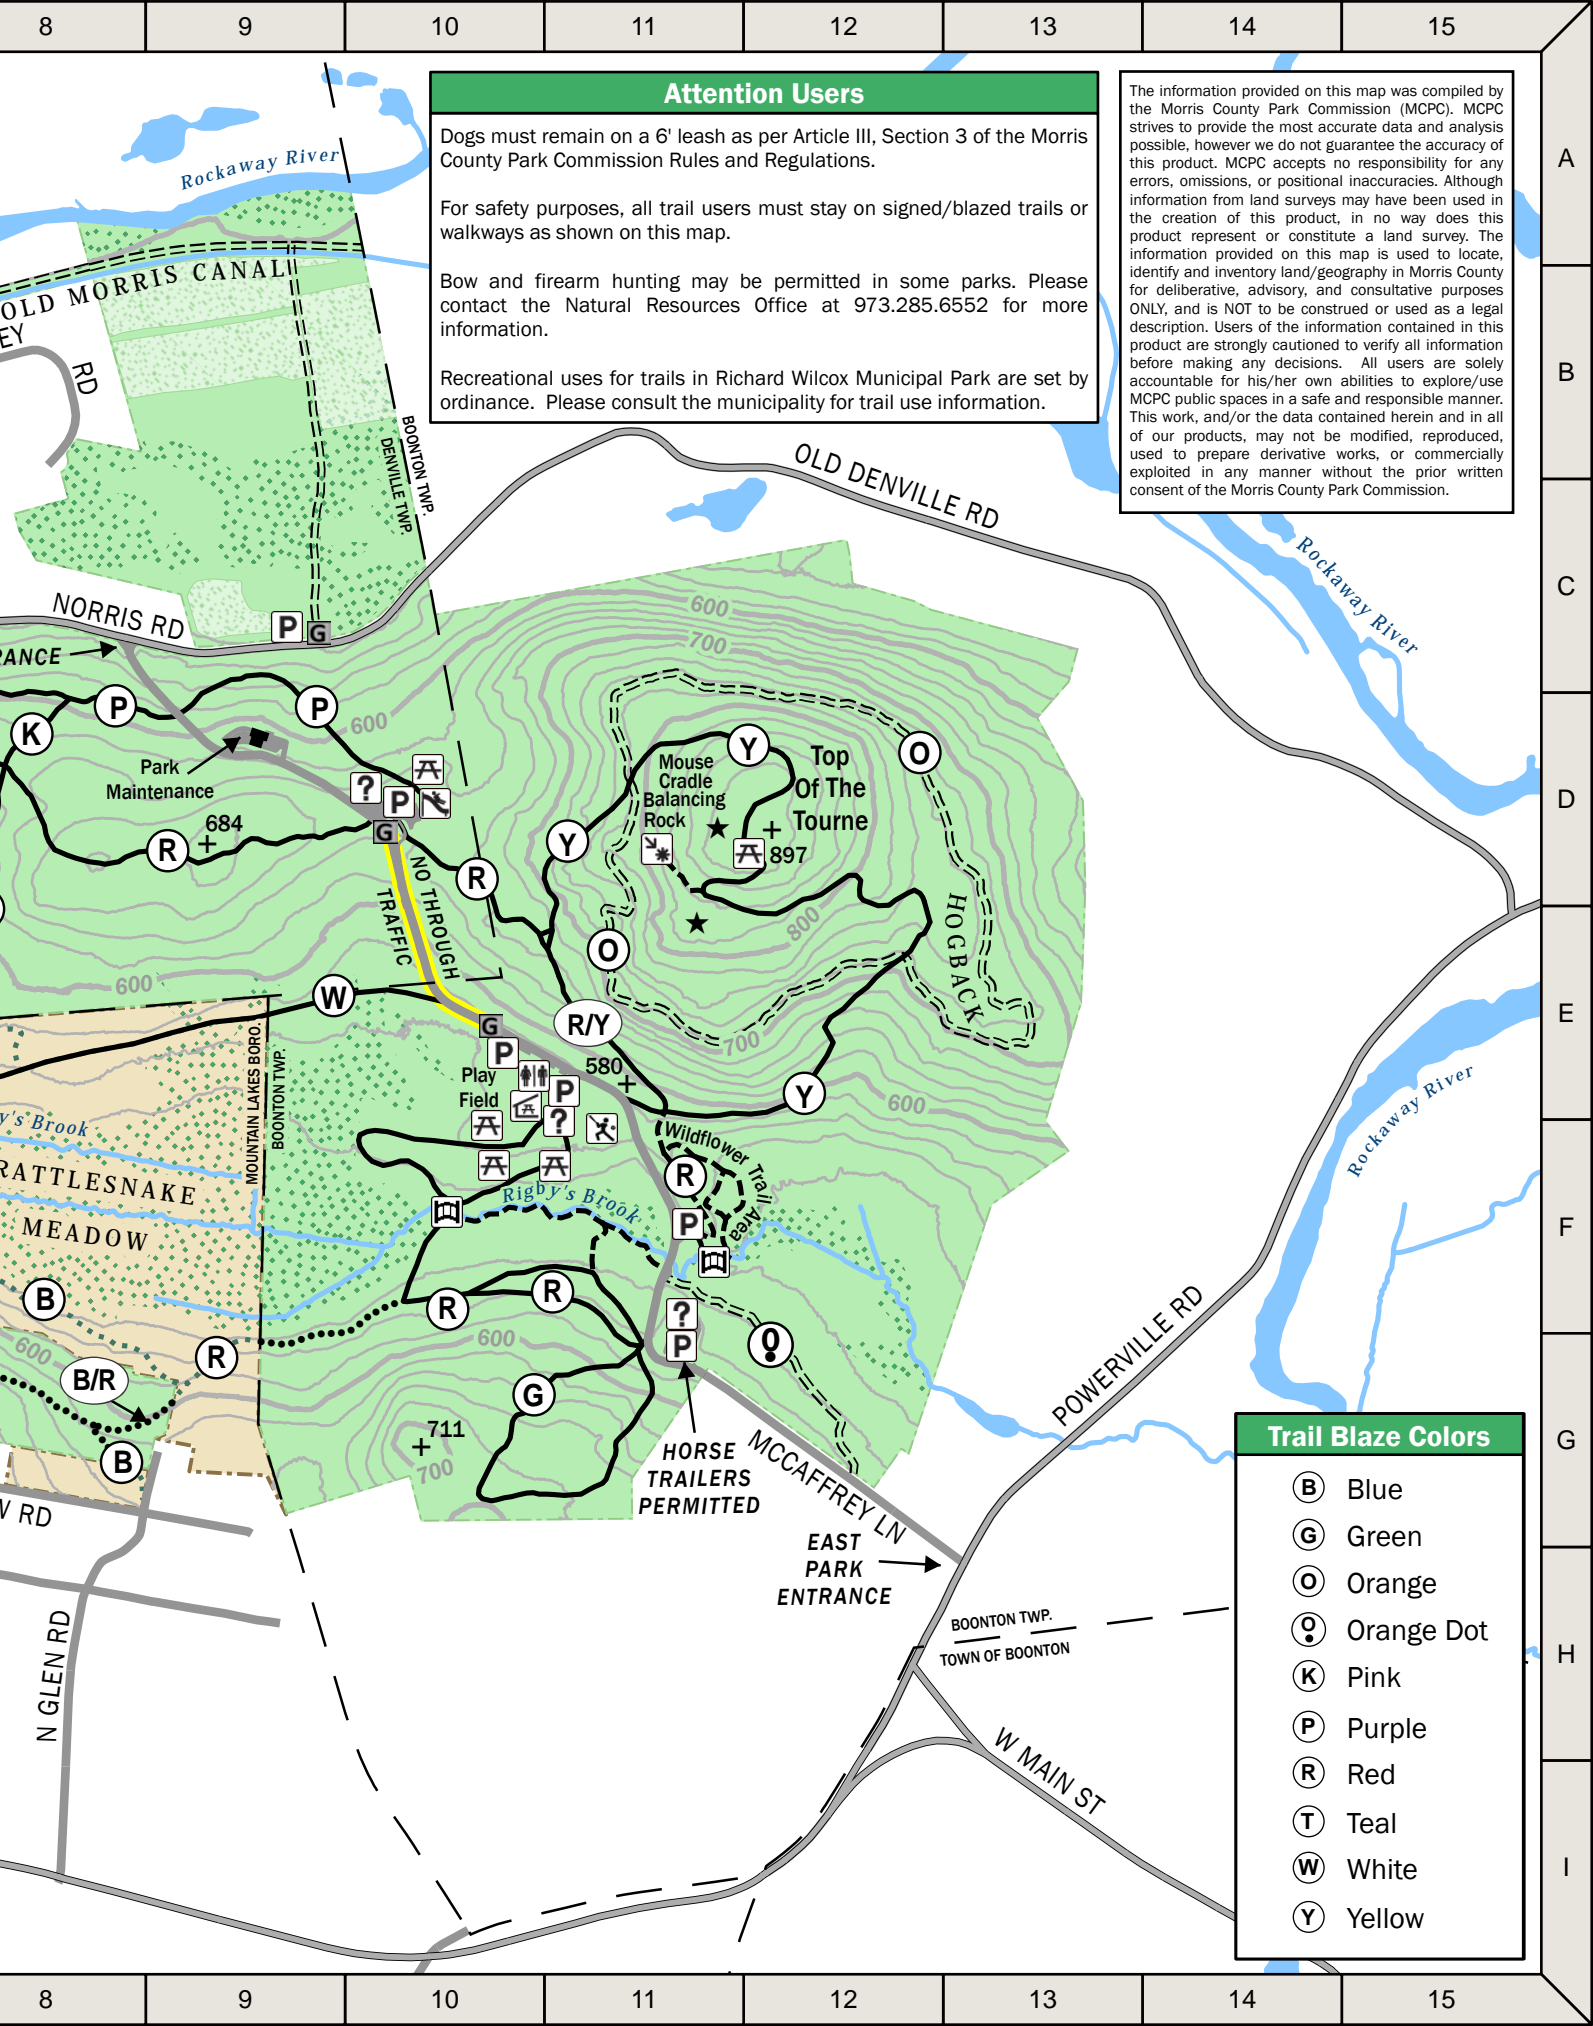 8 9 10 11 12 13 14 15
Attention Users
Dogs must remain on a 6' leash as per Article III, Section 3 of the Morris
County Park Commission Rules and Regulations.
For safety purposes, all trail users must stay on signed/blazed trails or
walkways as shown on this map.
Bow and firearm hunting may be permitted in some parks. Please
contact the Natural Resources Office at 973.285.6552 for more
information.
Recreational uses for trails in Richard Wilcox Municipal Park are set by
ordinance. Please consult the municipality for trail use information.
The information provided on this map was compiled by
the Morris County Park Commission (MCPC). MCPC
strives to provide the most accurate data and analysis
possible, however we do not guarantee the accuracy of
this product. MCPC accepts no responsibility for any
errors, omissions, or positional inaccuracies. Although
information from land surveys may have been used in
the creation of this product, in no way does this
product represent or constitute a land survey. The
information provided on this map is used to locate,
identify and inventory land/geography in Morris County
for deliberative, advisory, and consultative purposes
ONLY, and is NOT to be construed or used as a legal
description. Users of the information contained in this
product are strongly cautioned to verify all information
before making any decisions. All users are solely
accountable for his/her own abilities to explore/use
MCPC public spaces in a safe and responsible manner.
This work, and/or the data contained herein and in all
of our products, may not be modified, reproduced,
used to prepare derivative works, or commercially
exploited in any manner without the prior written
consent of the Morris County Park Commission.
A
B
C
D
E
F
G
H
I
Rockaway River
OLD MORRIS CANAL
EY
RD
BOONTON TWP.
DENVILLE TWP.
OLD DENVILLE RD
Rockaway River
NORRIS RD
P G
RANCE
600
700
K
P
P
600
Park
Maintenance
?
P
G
R
684
R
NO THROUGH
TRAFFIC
Mouse
Cradle
Balancing
Rock
Y
Top
Of The
Tourne
O
897
Y
800
HOGBACK
O
600
W
G
R/Y
700
P
580
Play
Field
P
?
Y
600
MOUNTAIN LAKES BORO.
BOONTON TWP.
Rockaway River
y's Brook
RATTLESNAKE
MEADOW
Wildflower Trail
Area
R
P
Rigby's Brook
B
R
R
?
P
O
600
R
600
B/R
G
711
700
B
HORSE
TRAILERS
PERMITTED
MCCAFFREY LN
POWERVILLE RD
EAST
PARK
ENTRANCE
W RD
N GLEN RD
BOONTON TWP.
TOWN OF BOONTON
W MAIN ST
Trail Blaze Colors
B Blue
G Green
O Orange
O Orange Dot
K Pink
P Purple
R Red
T Teal
W White
Y Yellow
8 9 10 11 12 13 14 15